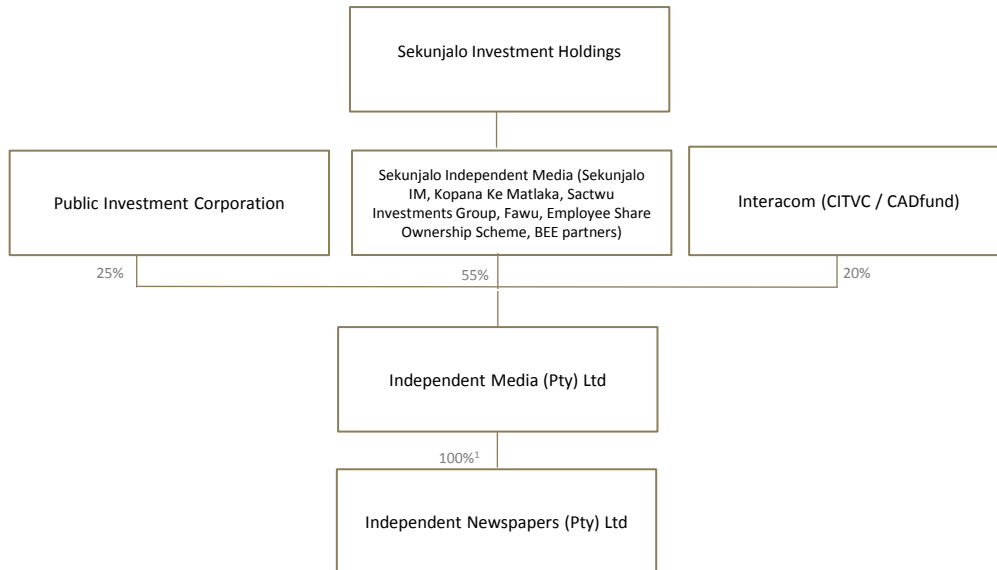 Sekunjalo Investment Holdings
Public Investment Corporation
Sekunjalo Independent Media (Sekunjalo
IM, Kopana Ke Matlaka, Sactwu
Investments Group, Fawu, Employee Share
Ownership Scheme, BEE partners)
Interacom (CITVC / CADfund)
25%
55%
20%
Independent Media (Pty) Ltd
100%¹
Independent Newspapers (Pty) Ltd